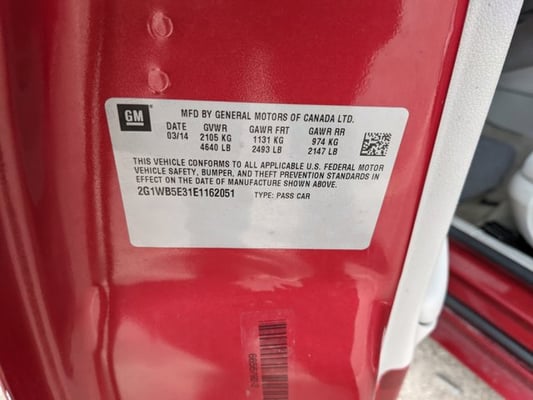 GM
MFD BY GENERAL MOTORS OF CANADA LTD.
DATE GVWR GAWR FRT GAWR RR
03/14 2105 KG 1131 KG 974 KG
4640 LB 2493 LB 2147 LB
THIS VEHICLE CONFORMS TO ALL APPLICABLE U.S. FEDERAL MOTOR
VEHICLE SAFETY, BUMPER, AND THEFT PREVENTION STANDARDS IN
EFFECT ON THE DATE OF MANUFACTURE SHOWN ABOVE.
2G1WB5E31E1162051 TYPE: PASS CAR